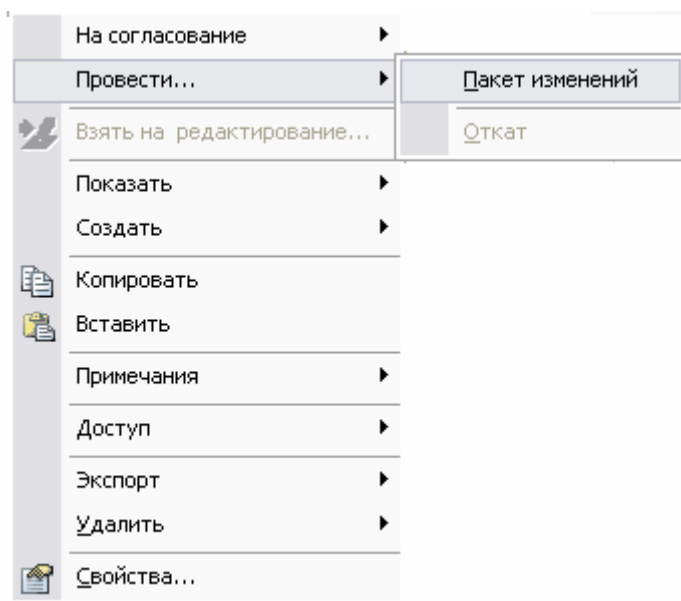 На согласование
Провести...
Пакет изменений
Взять на редактирование...
Откат
Показать
Создать
Копировать
Вставить
Примечания
Доступ
Экспорт
Удалить
Свойства...